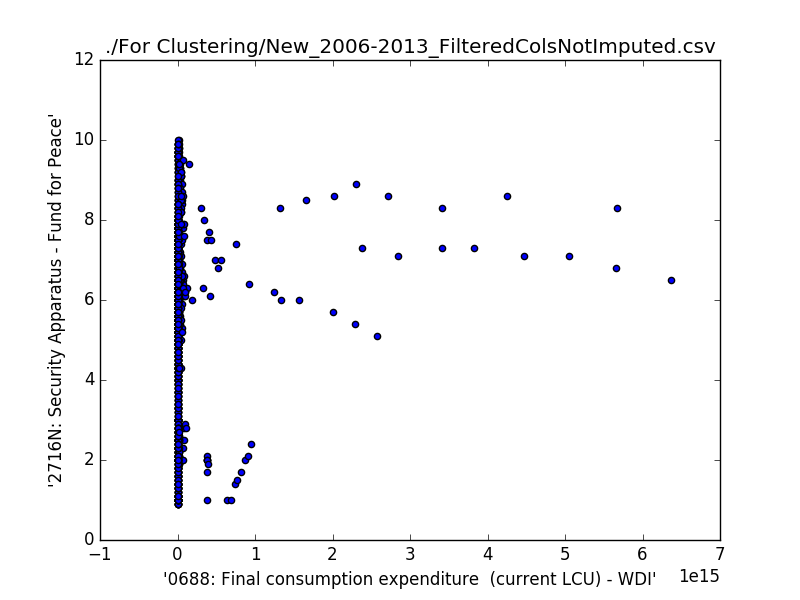 ./For Clustering/New_2006-2013_FilteredColsNotImputed.csv
12
10
8
6
4
2
0
'2716N: Security Apparatus - Fund for Peace'
−1 0 1 2 3 4 5 6 7
1e15
'0688: Final consumption expenditure  (current LCU) - WDI'